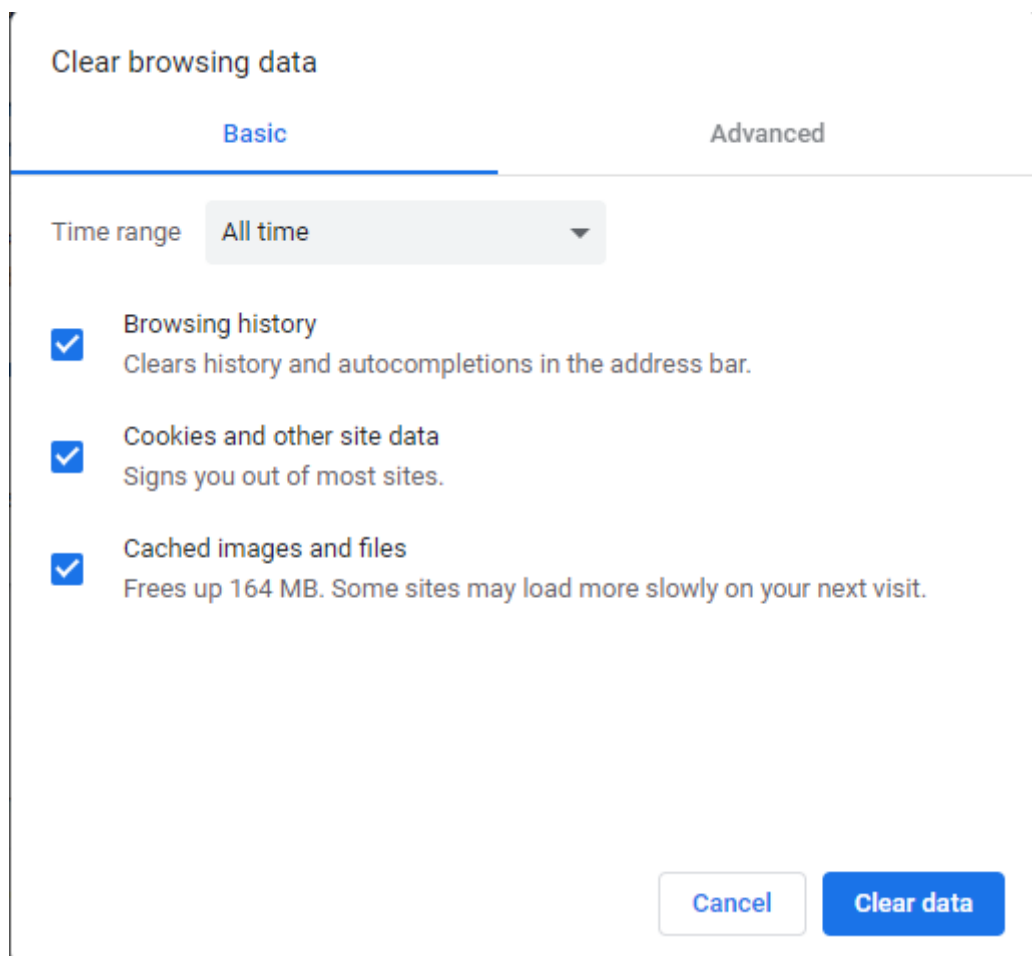 Clear browsing data
Basic Advanced
Time range All time
Browsing history
Clears history and autocompletions in the address bar.
Cookies and other site data
Signs you out of most sites.
Cached images and files
Frees up 164 MB. Some sites may load more slowly on your next visit.
Cancel Clear data